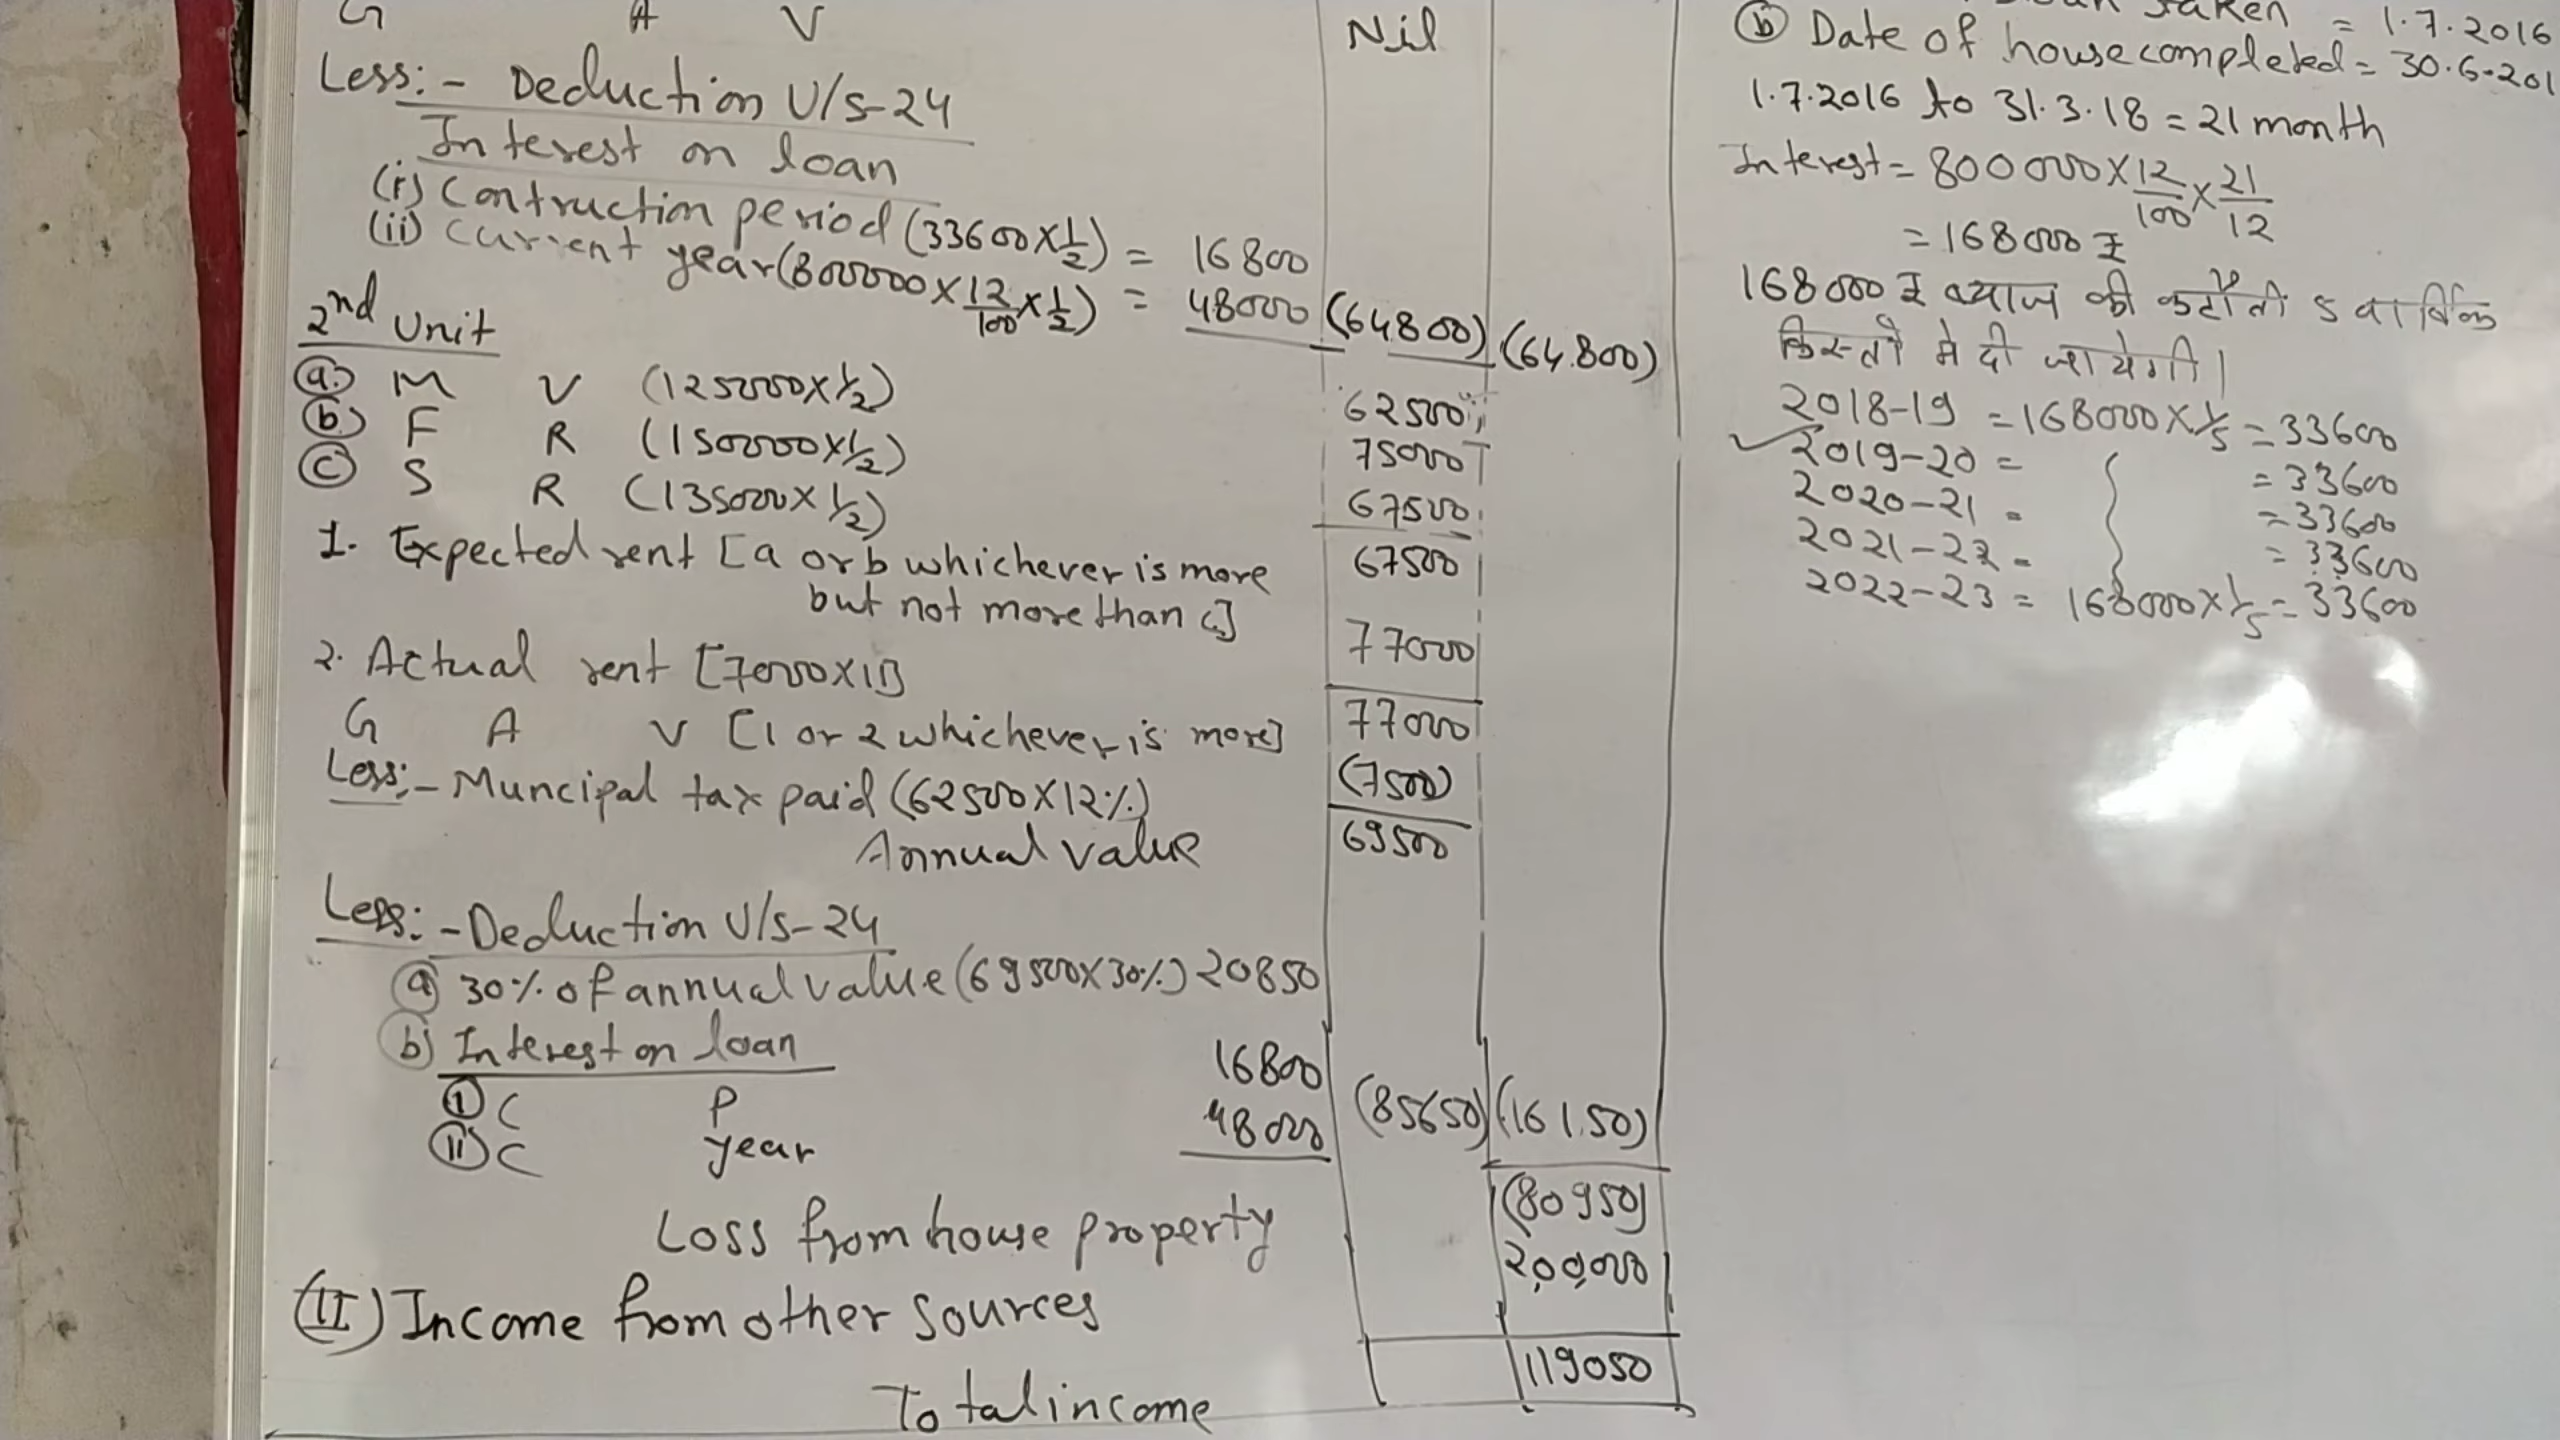 G A V Nil
Less:- Deduction U/s-24
Interest on loan
(i) Contruction period (33600×1/2) = 16800
(ii) Current year (800000×12/100×1/2) = 48000 (64800) (64800)
2nd Unit
(a) M V (125000×1/2) 62500
(b) F R (150000×1/2) 75000
(c) S R (135000×1/2) 67500
1. Expected rent [a or b whichever is more 67500
but not more than c]
2. Actual rent [7000×11] 77000
G A V [1 or 2 whichever is more] 77000
Less:- Muncipal tax paid (62500×12%) (7500)
Annual value 69500
Less:- Deduction U/s-24
(a) 30% of annual value (69500×30%) 20850
(b) Interest on loan
(i) C P 16800
(ii) C year 48000 (85650) (16150)
Loss from house property (80950)
(II) Income from other sources 200,000
Total income 119050
taken = 1.7.2016
(b) Date of house completed = 30.6.201
1.7.2016 to 31.3.18 = 21 month
Interest = 800000×12/100×21/12
= 168000 ₹
168000 ₹ ब्याज की कटौती 5 वार्षिक
किस्तों मे दी जायेगी।
2018-19 = 168000×1/5 = 33600
✓ 2019-20 = = 33600
2020-21 = = 33600
2021-22 = = 33600
2022-23 = 168000×1/5 = 33600